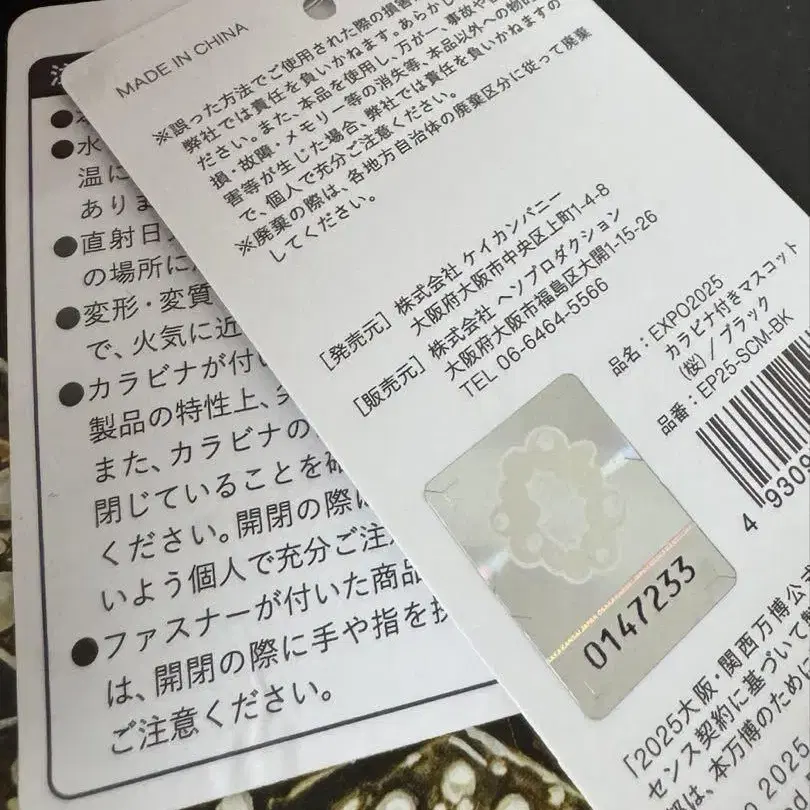 MADE IN CHINA
※誤った方法でご使用された際の損害
弊社では責任を負いかねます。あらかじ
ださい。また、本品を使用し、万が一、事故や
損・故障・メモリー等の消失等、本品以外への物
害等が生じた場合、弊社では責任を負いかねますの
で、個人で充分ご注意ください。
※廃棄の際は、各地方自治体の廃棄区分に従って廃棄
してください。
[発売元] 株式会社 ケイカンパニー
大阪府大阪市中央区上町1-4-8
[販売元] 株式会社 ヘソプロダクション
大阪府大阪市福島区大開1-15-26
TEL 06-6464-5566
品名:EXPO2025
カラビナ付きマスコット
(桜)/ブラック
品番:EP25-SCM-BK
4 9309
0147233
「2025大阪・関西万博公式
センス契約に基づいて
は、本万博のために
2025
注
●
●水
温に
ありま
●直射日
の場所に
●変形・変質
で、火気に近
●カラビナが付い
製品の特性上、
また、カラビナの
閉じていることを確
ください。開閉の際に
いよう個人で充分ご注
●ファスナーが付いた商品
は、開閉の際に手や指を挟
ご注意ください。